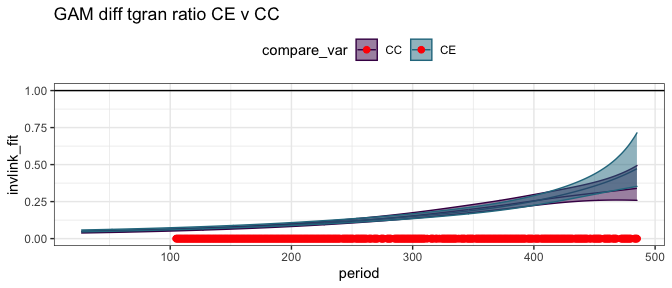 GAM diff tgran ratio CE v CC
compare_var CC CE
1.00
0.75
0.50
0.25
0.00
invlink_fit
100 200 300 400 500
period